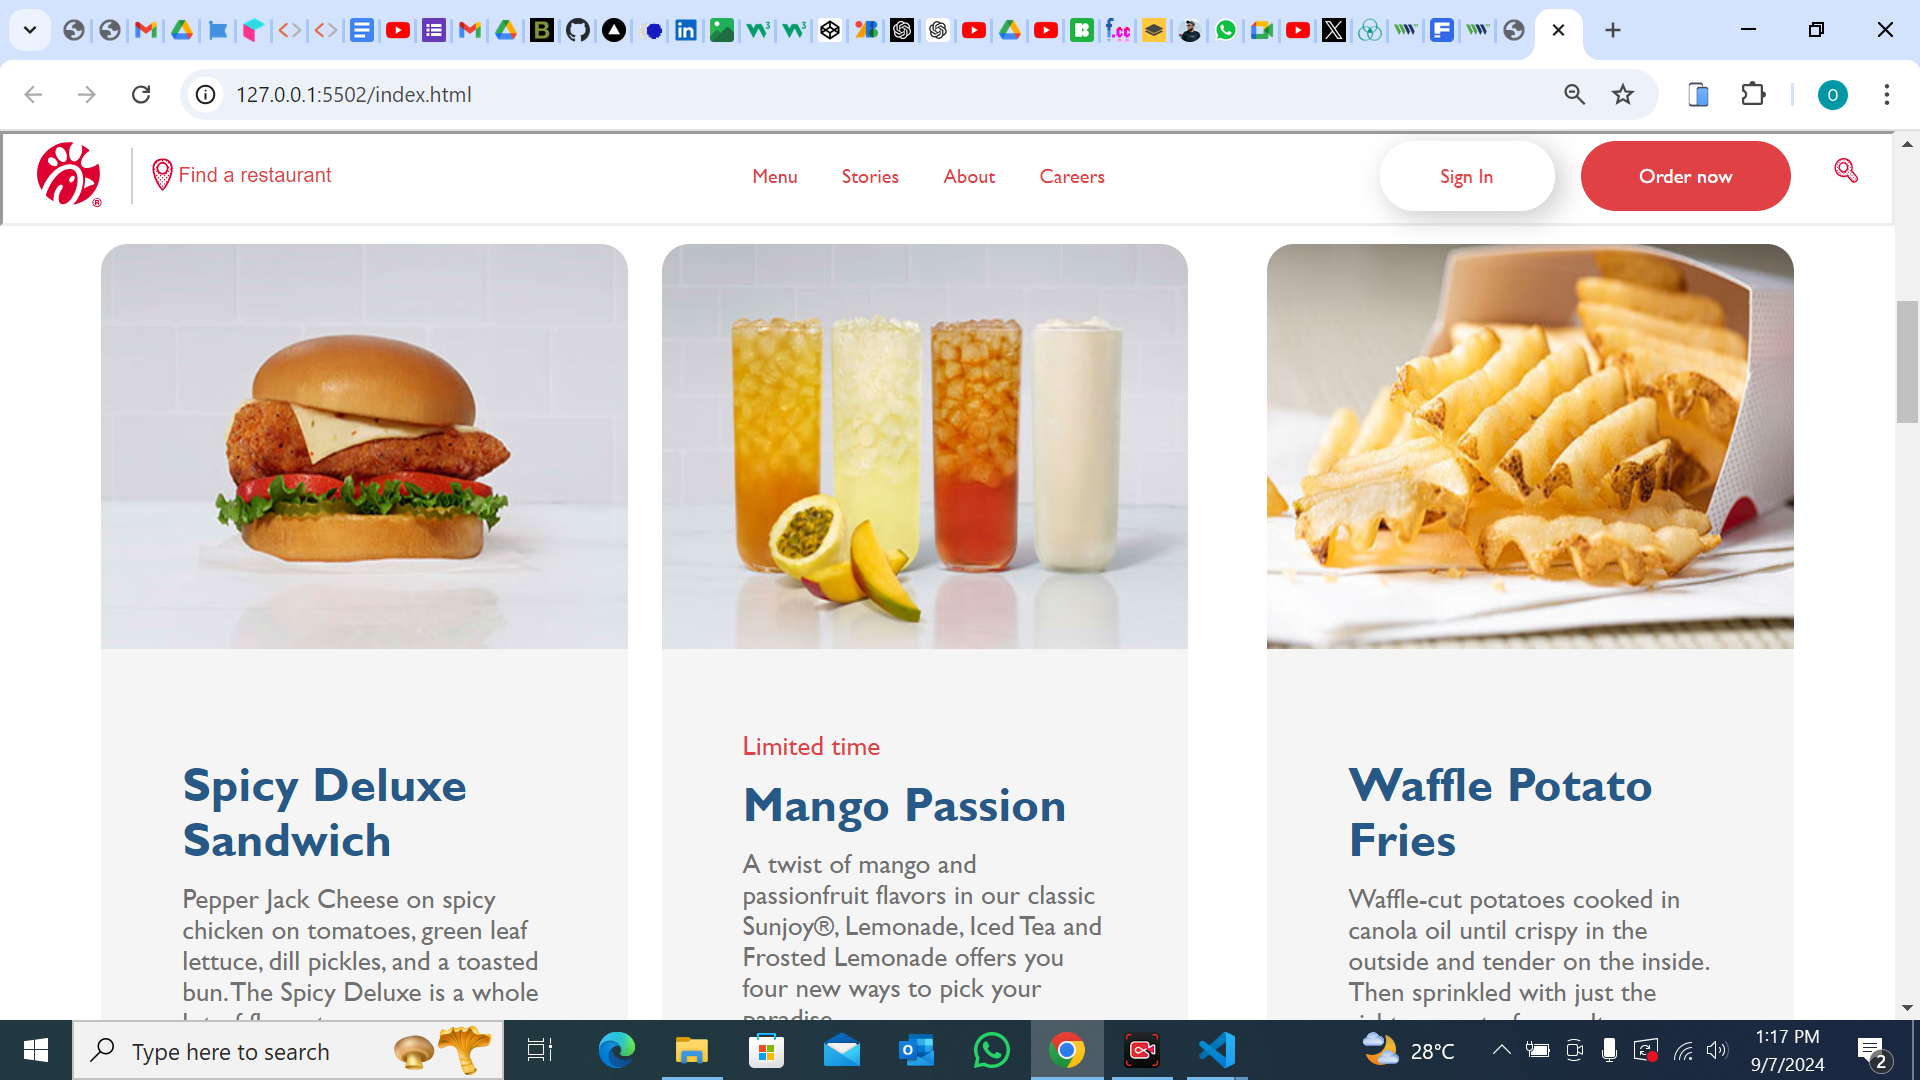 127.0.0.1:5502/index.html
O
Find a restaurant
Menu
Stories
About
Careers
Sign In
Order now
Spicy Deluxe
Sandwich
Pepper Jack Cheese on spicy
chicken on tomatoes, green leaf
lettuce, dill pickles, and a toasted
bun. The Spicy Deluxe is a whole
Limited time
Mango Passion
A twist of mango and
passionfruit flavors in our classic
Sunjoy®, Lemonade, Iced Tea and
Frosted Lemonade offers you
four new ways to pick your
paradise
Waffle Potato
Fries
Waffle-cut potatoes cooked in
canola oil until crispy in the
outside and tender on the inside.
Then sprinkled with just the
Type here to search
28°C
1:17 PM
9/7/2024
2